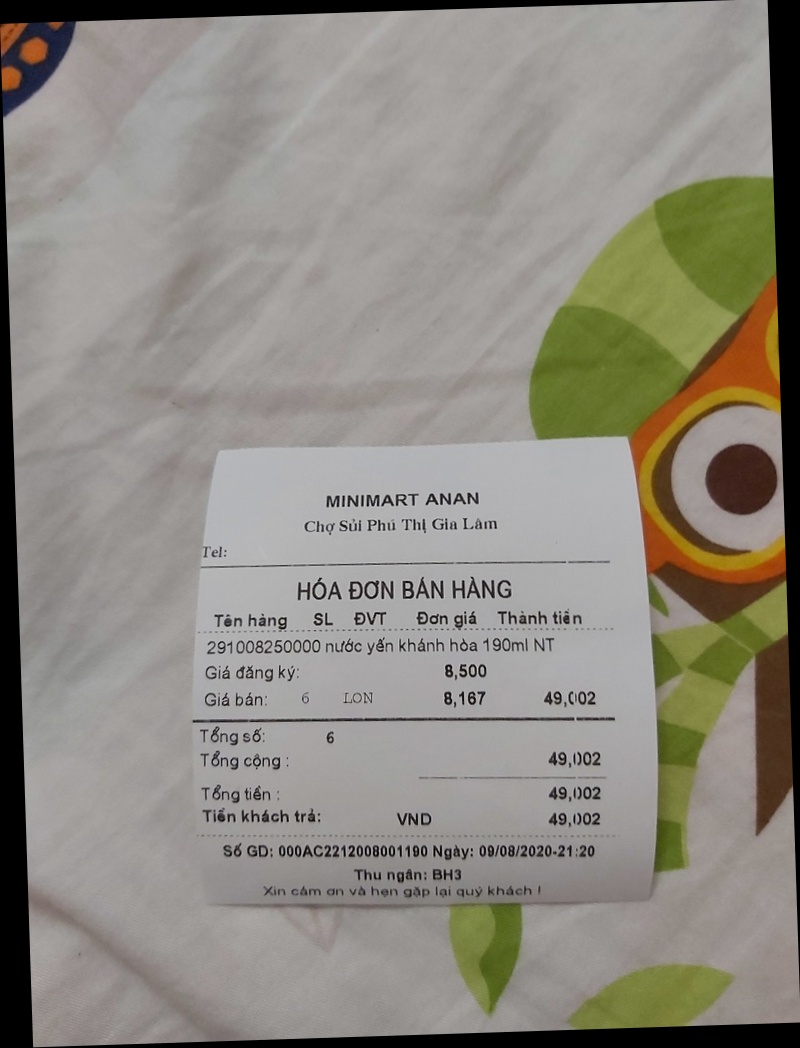 MINIMART ANAN
Chợ Sủi Phú Thị Gia Lâm
Tel:
HÓA ĐƠN BÁN HÀNG
Tên hàng SL ĐVT Đơn giá Thành tiền
291008250000 nước yến khánh hòa 190ml NT
Giá đăng ký: 8,500
Giá bán: 6 LON 8,167 49,002
Tổng số: 6
Tổng cộng : 49,002
Tổng tiền : 49,002
Tiền khách trả: VND 49,002
Số GD: 000AC2212008001190 Ngày: 09/08/2020-21:20
Thu ngân: BH3
Xin cảm ơn và hẹn gặp lại quý khách !